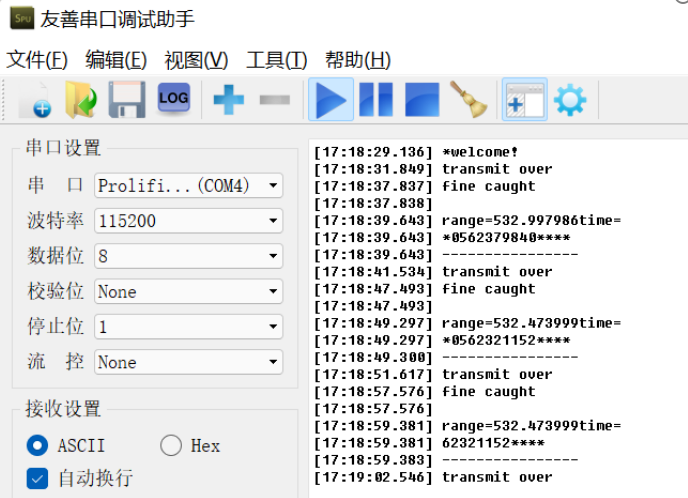 友善串口调试助手
文件(F) 编辑(E) 视图(V) 工具(T) 帮助(H)
LOG
串口设置
串 口 Prolifi...(COM4)
波特率 115200
数据位 8
校验位 None
停止位 1
流 控 None
接收设置
ASCII Hex
自动换行
[17:18:29.136] *welcome!
[17:18:31.849] transmit over
[17:18:37.837] fine caught
[17:18:37.838]
[17:18:39.643] range=532.997986time=
[17:18:39.643] *0562379840****
[17:18:39.643] ----------------
[17:18:41.534] transmit over
[17:18:47.493] fine caught
[17:18:47.493]
[17:18:49.297] range=532.473999time=
[17:18:49.297] *0562321152****
[17:18:49.300] ----------------
[17:18:51.617] transmit over
[17:18:57.576] fine caught
[17:18:57.576]
[17:18:59.381] range=532.473999time=
[17:18:59.381] 62321152****
[17:18:59.383] ----------------
[17:19:02.546] transmit over